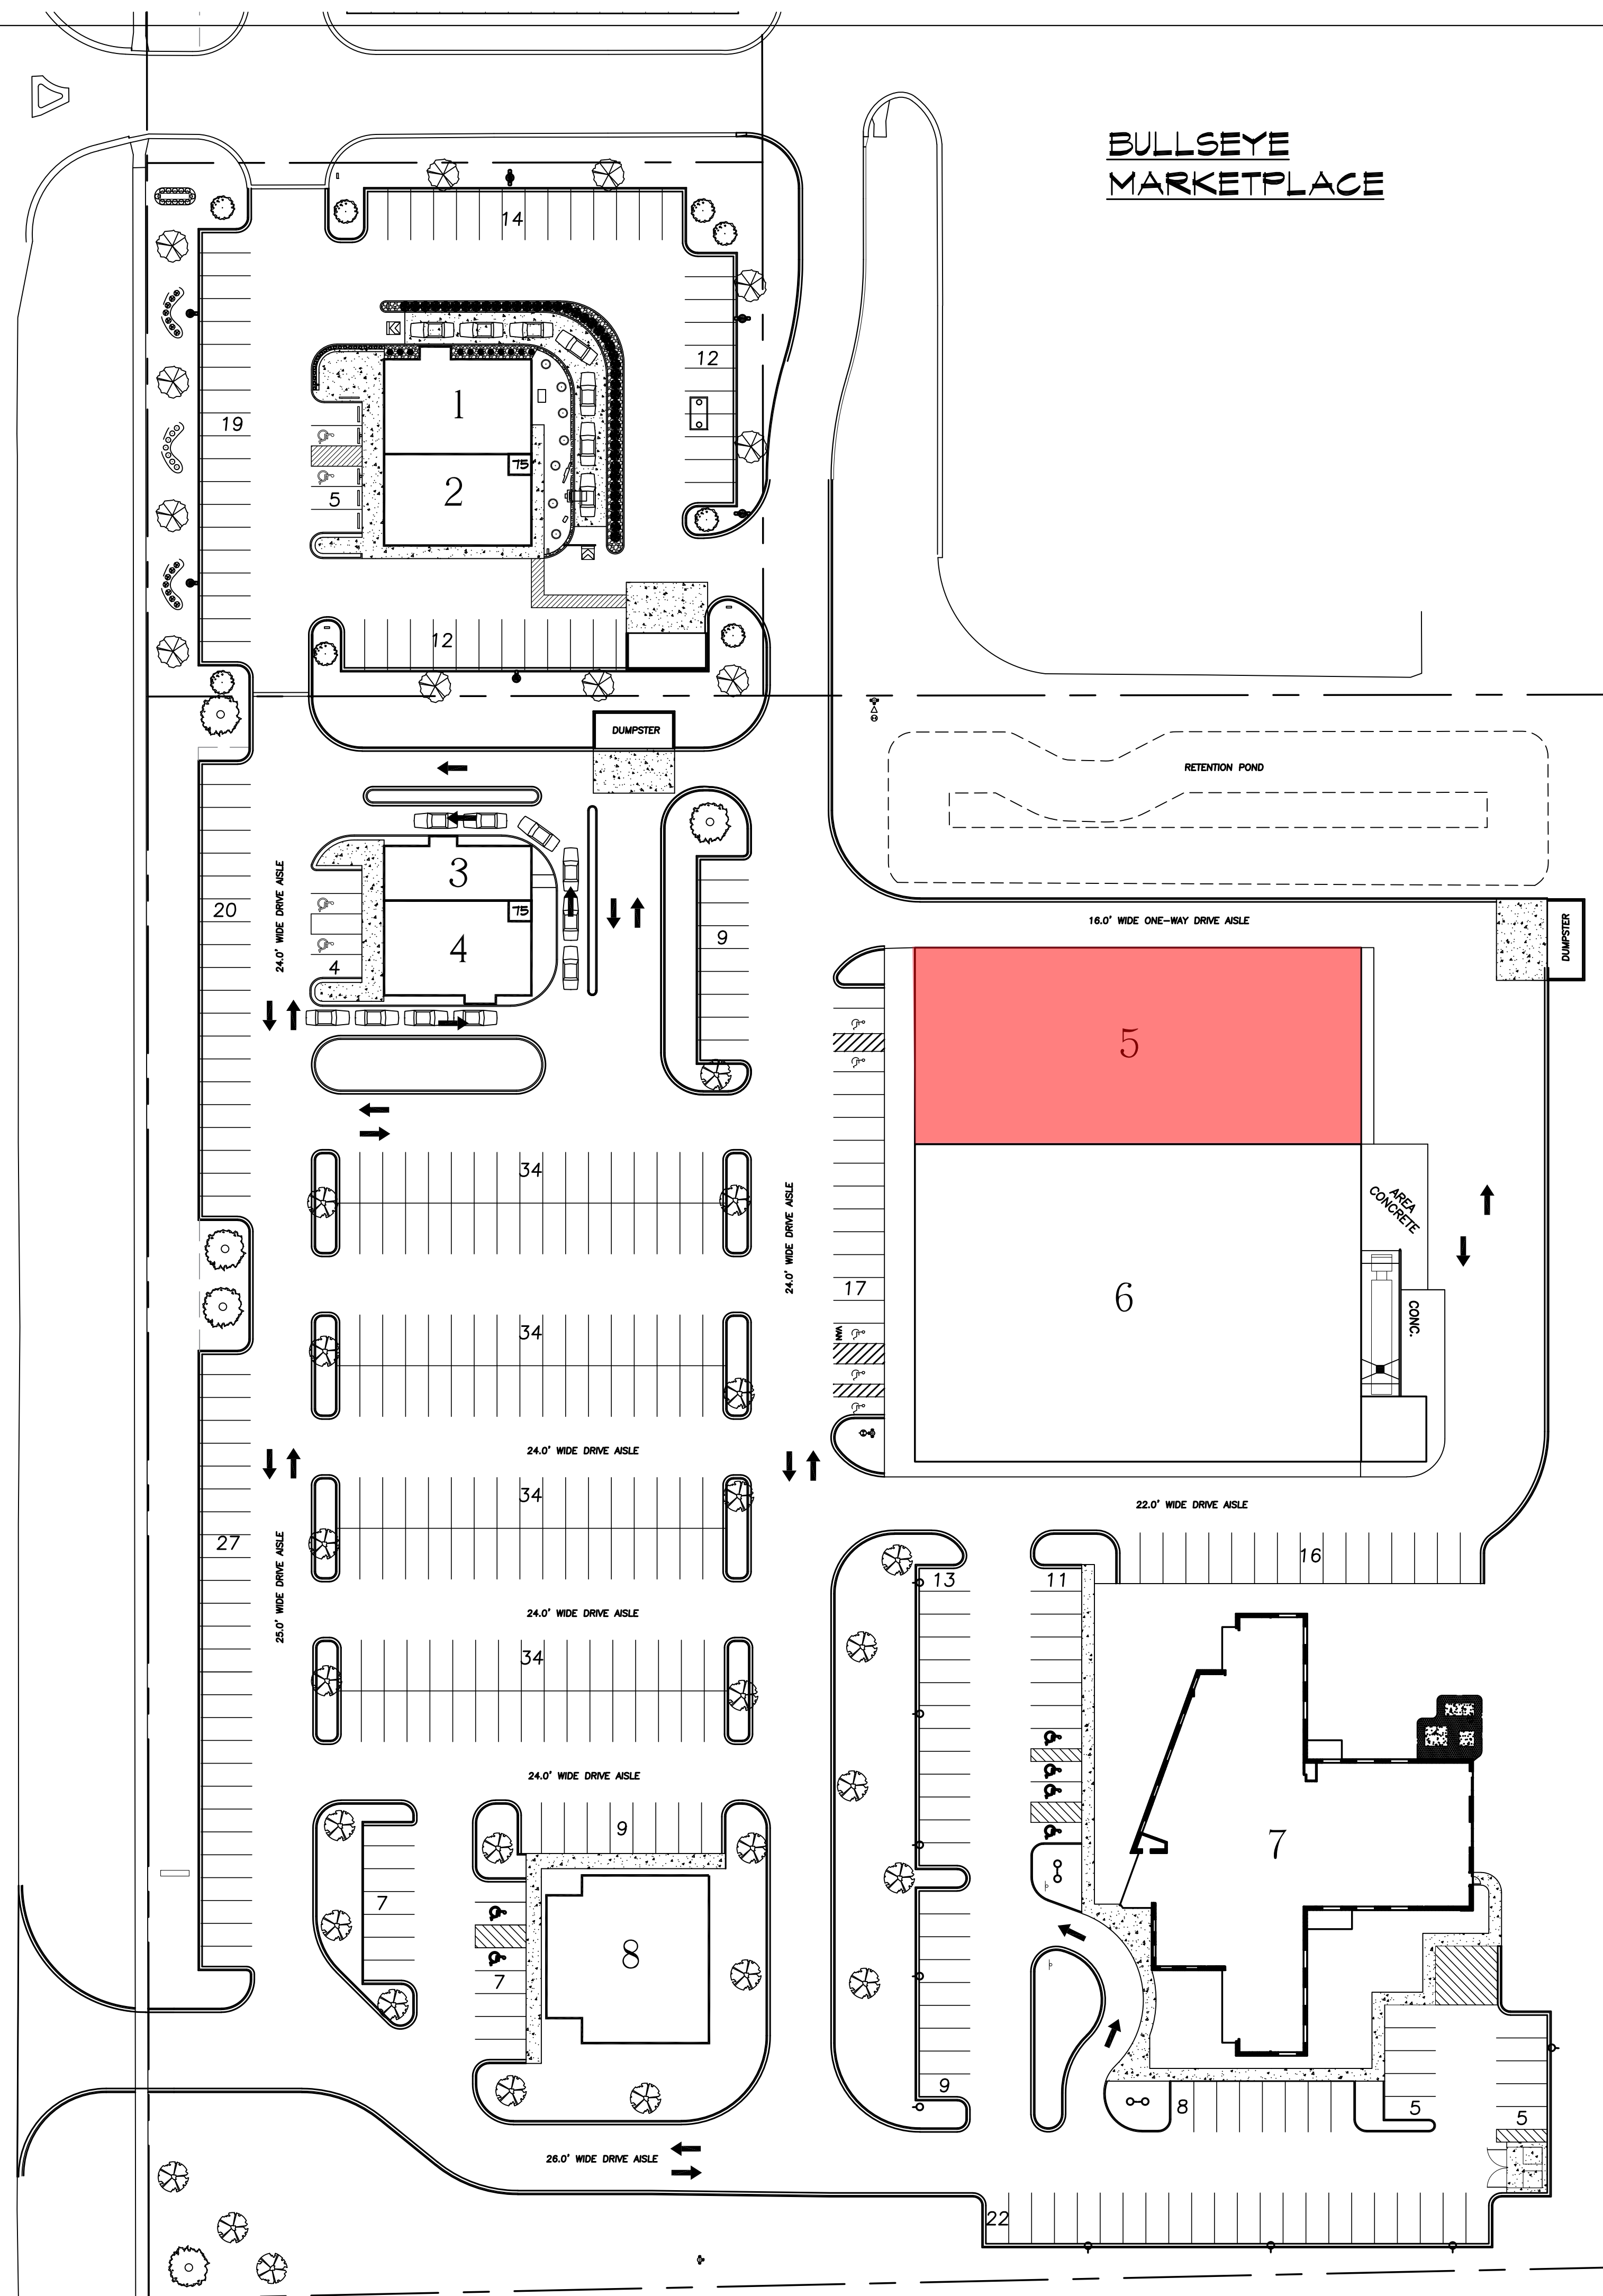 BULLSEYE
MARKETPLACE
14
12
19
1
75
2
5
12
DUMPSTER
RETENTION POND
3
75
4
4
20
24.0' WIDE DRIVE AISLE
9
16.0' WIDE ONE-WAY DRIVE AISLE
DUMPSTER
5
34
24.0' WIDE DRIVE AISLE
AREA
CONCRETE
17
6
CONC.
VAN
34
24.0' WIDE DRIVE AISLE
34
22.0' WIDE DRIVE AISLE
27
25.0' WIDE DRIVE AISLE
13
11
16
24.0' WIDE DRIVE AISLE
34
24.0' WIDE DRIVE AISLE
9
7
7
8
7
9
8
5
5
26.0' WIDE DRIVE AISLE
22